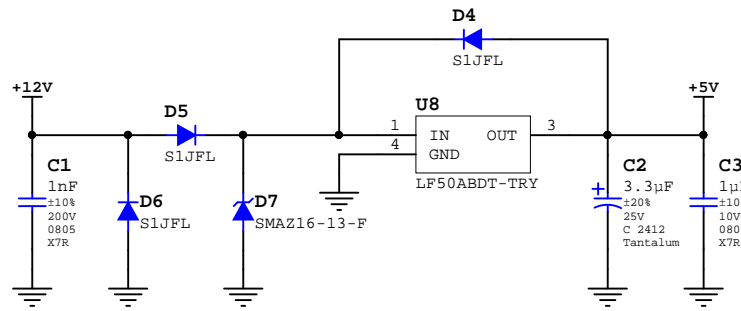 D4
S1JFL
+12V
+5V
D5
S1JFL
U8
1 IN OUT 3
4 GND
LF50ABDT-TRY
C1
1nF
±10%
200V
0805
X7R
D6
S1JFL
D7
SMAZ16-13-F
C2
+
3.3µF
±20%
25V
C 2412
Tantalum
C3